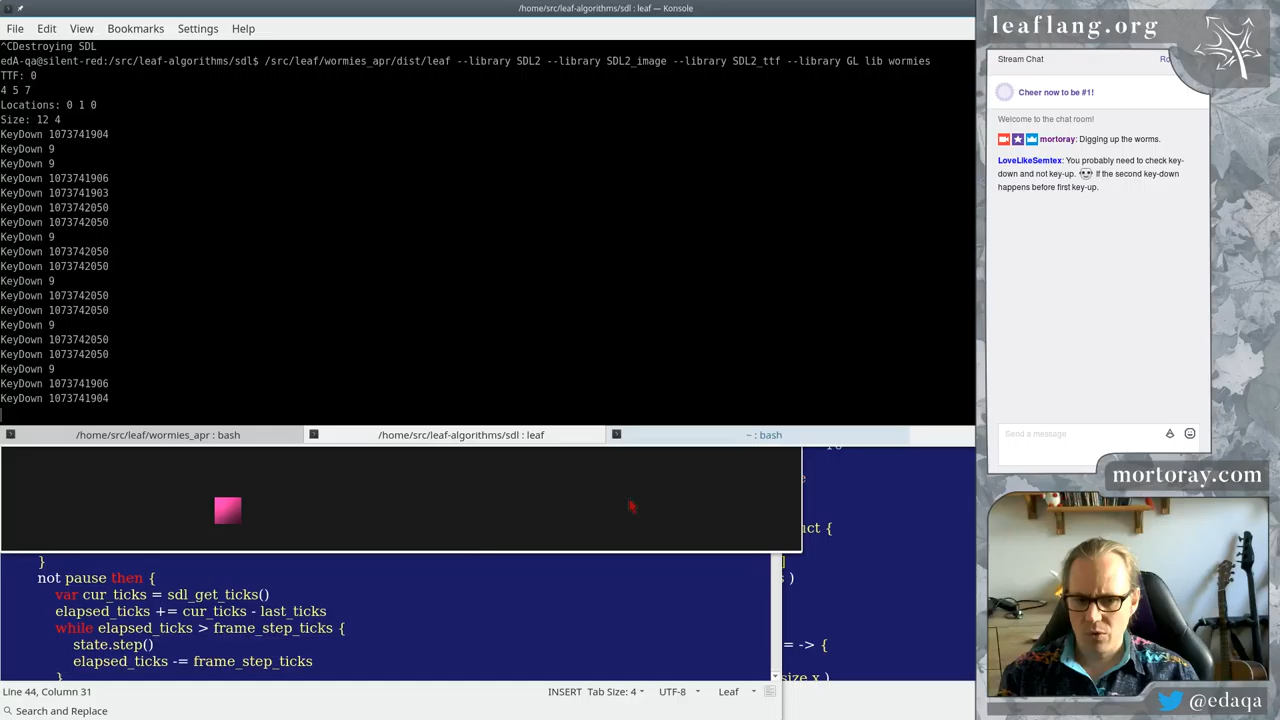 /home/src/leaf-algorithms/sdl : leaf — Konsole
File Edit View Bookmarks Settings Help
^CDestroying SDL
edA-qa@silent-red:/src/leaf-algorithms/sdl$ /src/leaf/wormies_apr/dist/leaf --library SDL2 --library SDL2_image --library SDL2_ttf --library GL lib wormies
TTF: 0
4 5 7
Locations: 0 1 0
Size: 12 4
KeyDown 1073741904
KeyDown 9
KeyDown 9
KeyDown 1073741906
KeyDown 1073741903
KeyDown 1073742050
KeyDown 1073742050
KeyDown 9
KeyDown 1073742050
KeyDown 1073742050
KeyDown 9
KeyDown 1073742050
KeyDown 1073742050
KeyDown 9
KeyDown 1073742050
KeyDown 1073742050
KeyDown 9
KeyDown 1073741906
KeyDown 1073741904
/home/src/leaf/wormies_apr : bash
/home/src/leaf-algorithms/sdl : leaf
~ : bash
uct {
}
not pause then {
var cur_ticks = sdl_get_ticks()
elapsed_ticks += cur_ticks - last_ticks
while elapsed_ticks > frame_step_ticks {
state.step()
elapsed_ticks -= frame_step_ticks
}
]
s )
= -> {
size.x )
Line 44, Column 31
INSERT Tab Size: 4 UTF-8 Leaf
Search and Replace
leaflang.org
Stream Chat
Ro
Cheer now to be #1!
Welcome to the chat room!
mortoray: Digging up the worms.
LoveLikeSemtex: You probably need to check key-
down and not key-up. If the second key-down
happens before first key-up.
Send a message
mortoray.com
@edaqa